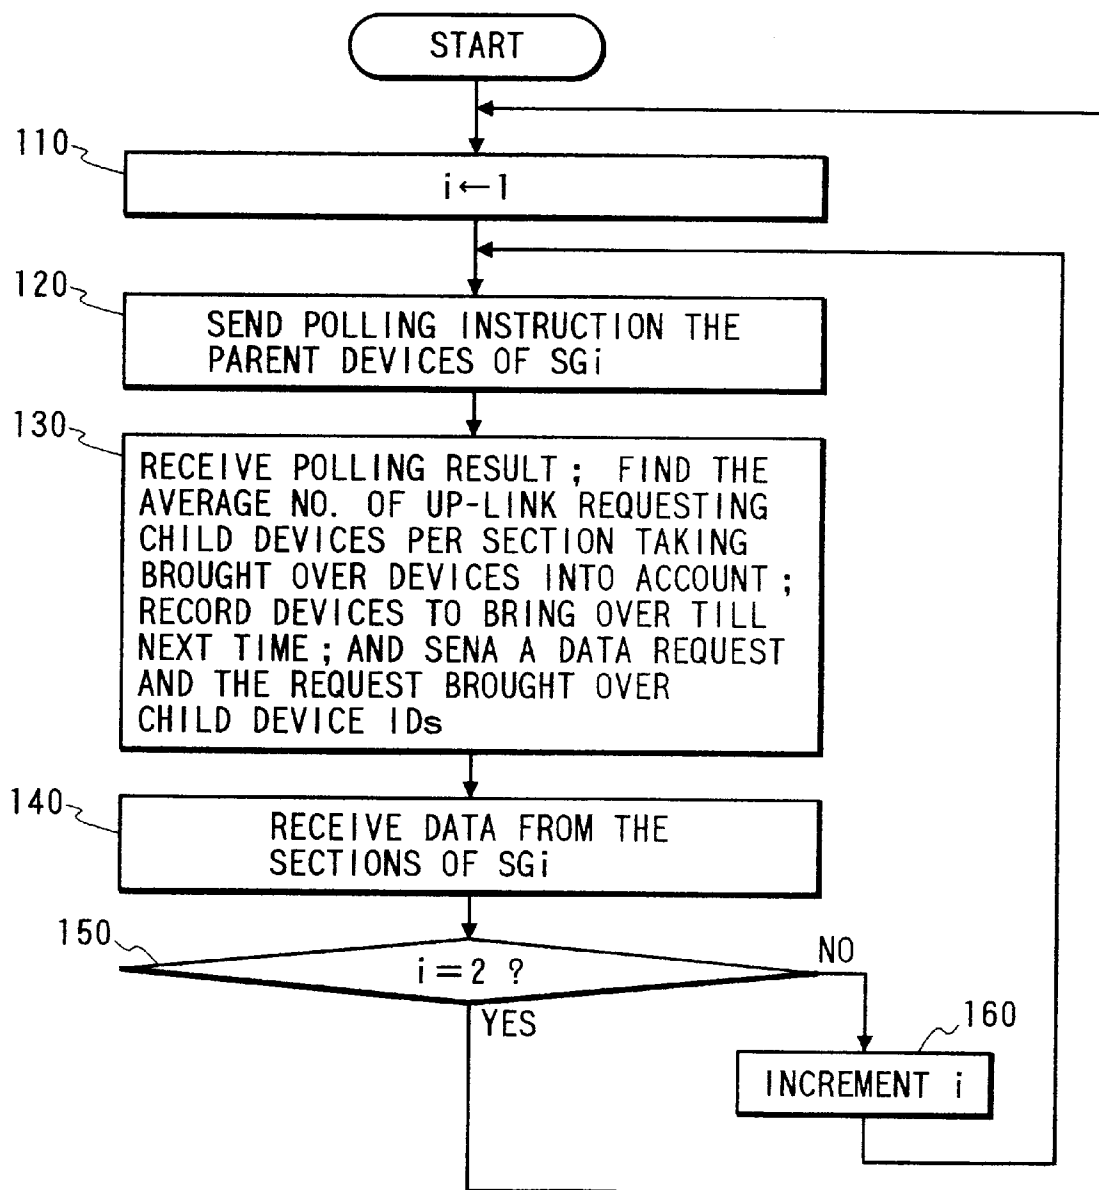 START
110
i←1
120
SEND POLLING INSTRUCTION THE
PARENT DEVICES OF SGi
130
RECEIVE POLLING RESULT ; FIND THE
AVERAGE NO. OF UP-LINK REQUESTING
CHILD DEVICES PER SECTION TAKING
BROUGHT OVER DEVICES INTO ACCOUNT ;
RECORD DEVICES TO BRING OVER TILL
NEXT TIME ; AND SENA A DATA REQUEST
AND THE REQUEST BROUGHT OVER
CHILD DEVICE IDs
140
RECEIVE DATA FROM THE
SECTIONS OF SGi
150
i=2 ?
NO
YES
160
INCREMENT i